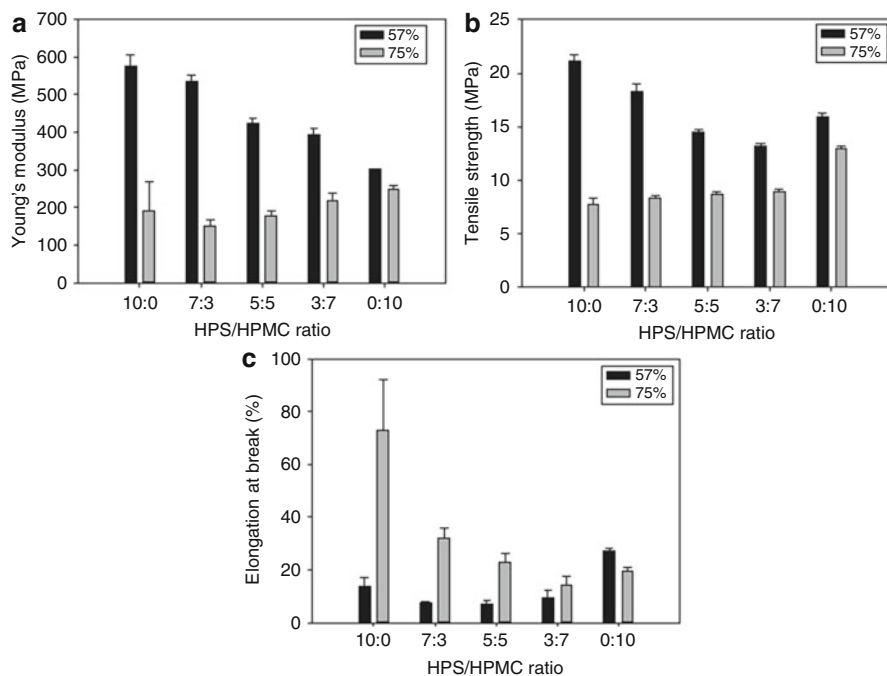 a
700
600
500
400
300
200
100
0
Young's modulus (MPa)
57%
75%
10:0 7:3 5:5 3:7 0:10
HPS/HPMC ratio
b
25
20
15
10
5
0
Tensile strength (MPa)
57%
75%
10:0 7:3 5:5 3:7 0:10
HPS/HPMC ratio
c
100
80
60
40
20
0
Elongation at break (%)
57%
75%
10:0 7:3 5:5 3:7 0:10
HPS/HPMC ratio